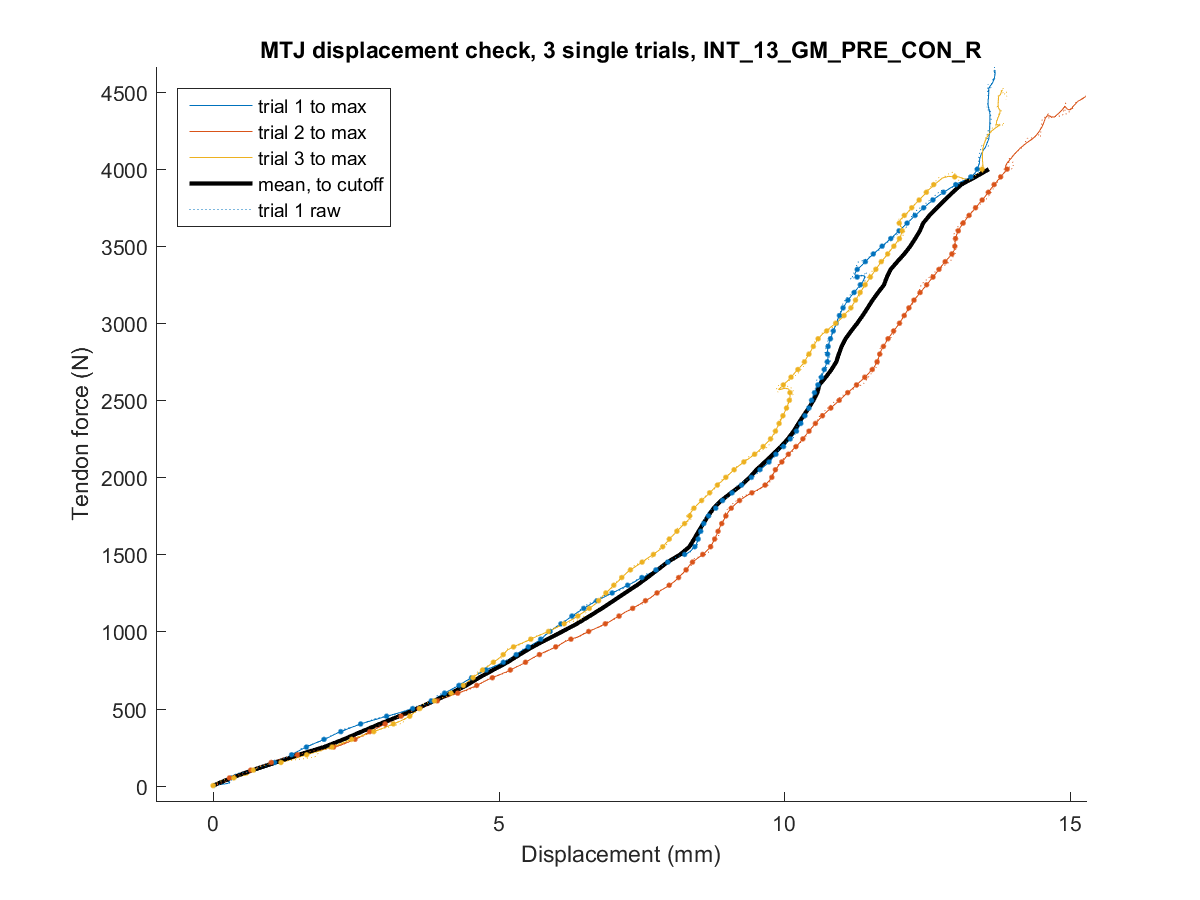 MTJ displacement check, 3 single trials, INT_13_GM_PRE_CON_R
trial 1 to max
trial 2 to max
trial 3 to max
mean, to cutoff
trial 1 raw
4500
4000
3500
3000
2500
2000
1500
1000
500
0
Tendon force (N)
0 5 10 15
Displacement (mm)